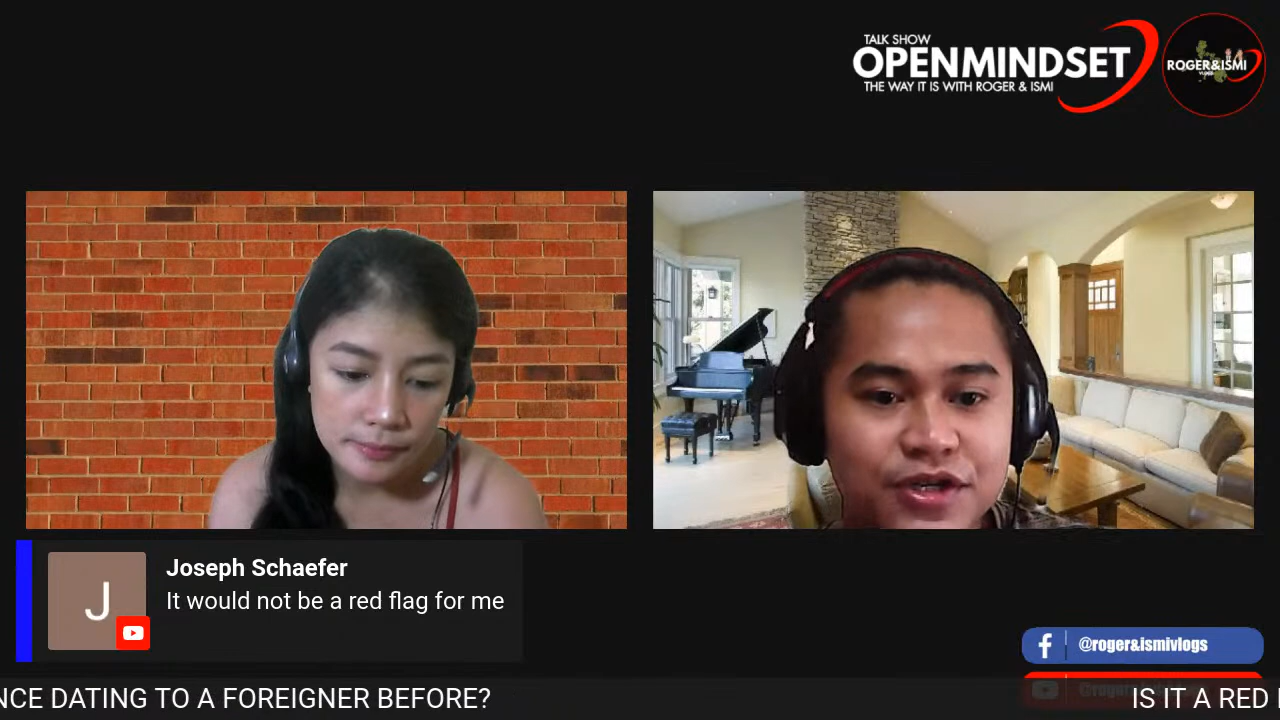 TALK SHOW
OPENMINDSET
THE WAY IT IS WITH ROGER & ISMI
ROGER&ISMI
J
Joseph Schaefer
It would not be a red flag for me
@roger&ismivlogs
NCE DATING TO A FOREIGNER BEFORE?
IS IT A RED